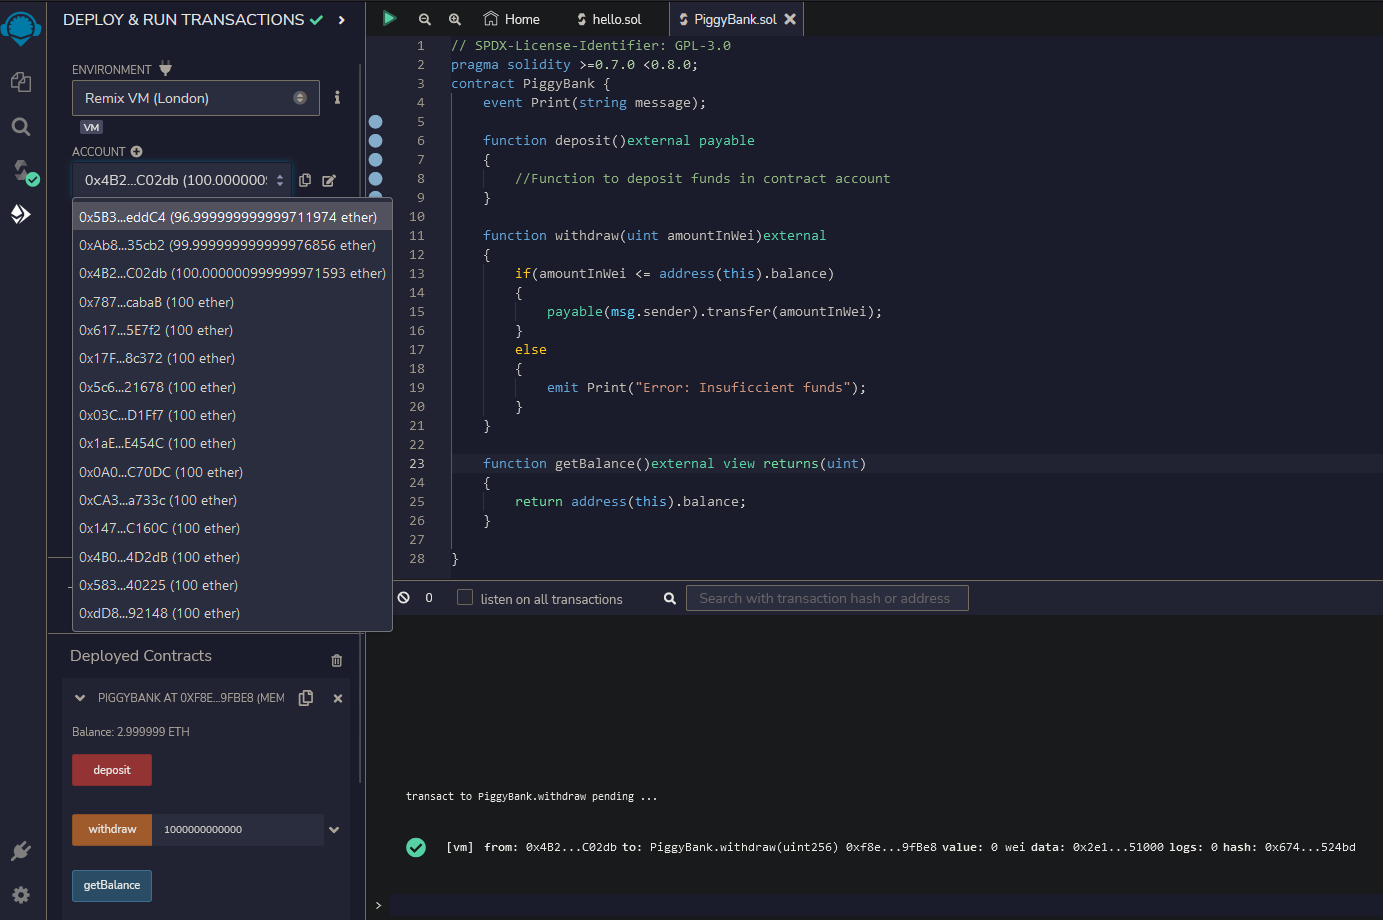 DEPLOY & RUN TRANSACTIONS
ENVIRONMENT
Remix VM (London)
VM
ACCOUNT
0x4B2...C02db (100.000000
0x5B3...eddC4 (96.999999999999711974 ether)
0xAb8...35cb2 (99.999999999999976856 ether)
0x4B2...C02db (100.000000999999971593 ether)
0x787...cabaB (100 ether)
0x617...5E7f2 (100 ether)
0x17F...8c372 (100 ether)
0x5c6...21678 (100 ether)
0x03C...D1Ff7 (100 ether)
0x1aE...E454C (100 ether)
0x0A0...C70DC (100 ether)
0xCA3...a733c (100 ether)
0x147...C160C (100 ether)
0x4B0...4D2dB (100 ether)
0x583...40225 (100 ether)
0xdD8...92148 (100 ether)
Deployed Contracts
PIGGYBANK AT 0XF8E...9FBE8 (MEM
Balance: 2.999999 ETH
deposit
withdraw 1000000000000
getBalance
Home hello.sol PiggyBank.sol
1 // SPDX-License-Identifier: GPL-3.0
2 pragma solidity >=0.7.0 <0.8.0;
3 contract PiggyBank {
4 event Print(string message);
5
6 function deposit()external payable
7 {
8 //Function to deposit funds in contract account
9 }
10
11 function withdraw(uint amountInWei)external
12 {
13 if(amountInWei <= address(this).balance)
14 {
15 payable(msg.sender).transfer(amountInWei);
16 }
17 else
18 {
19 emit Print("Error: Insuficcient funds");
20 }
21 }
22
23 function getBalance()external view returns(uint)
24 {
25 return address(this).balance;
26 }
27
28 }
0 listen on all transactions Search with transaction hash or address
transact to PiggyBank.withdraw pending ...
[vm] from: 0x4B2...C02db to: PiggyBank.withdraw(uint256) 0xf8e...9fBe8 value: 0 wei data: 0x2e1...51000 logs: 0 hash: 0x674...524bd
>